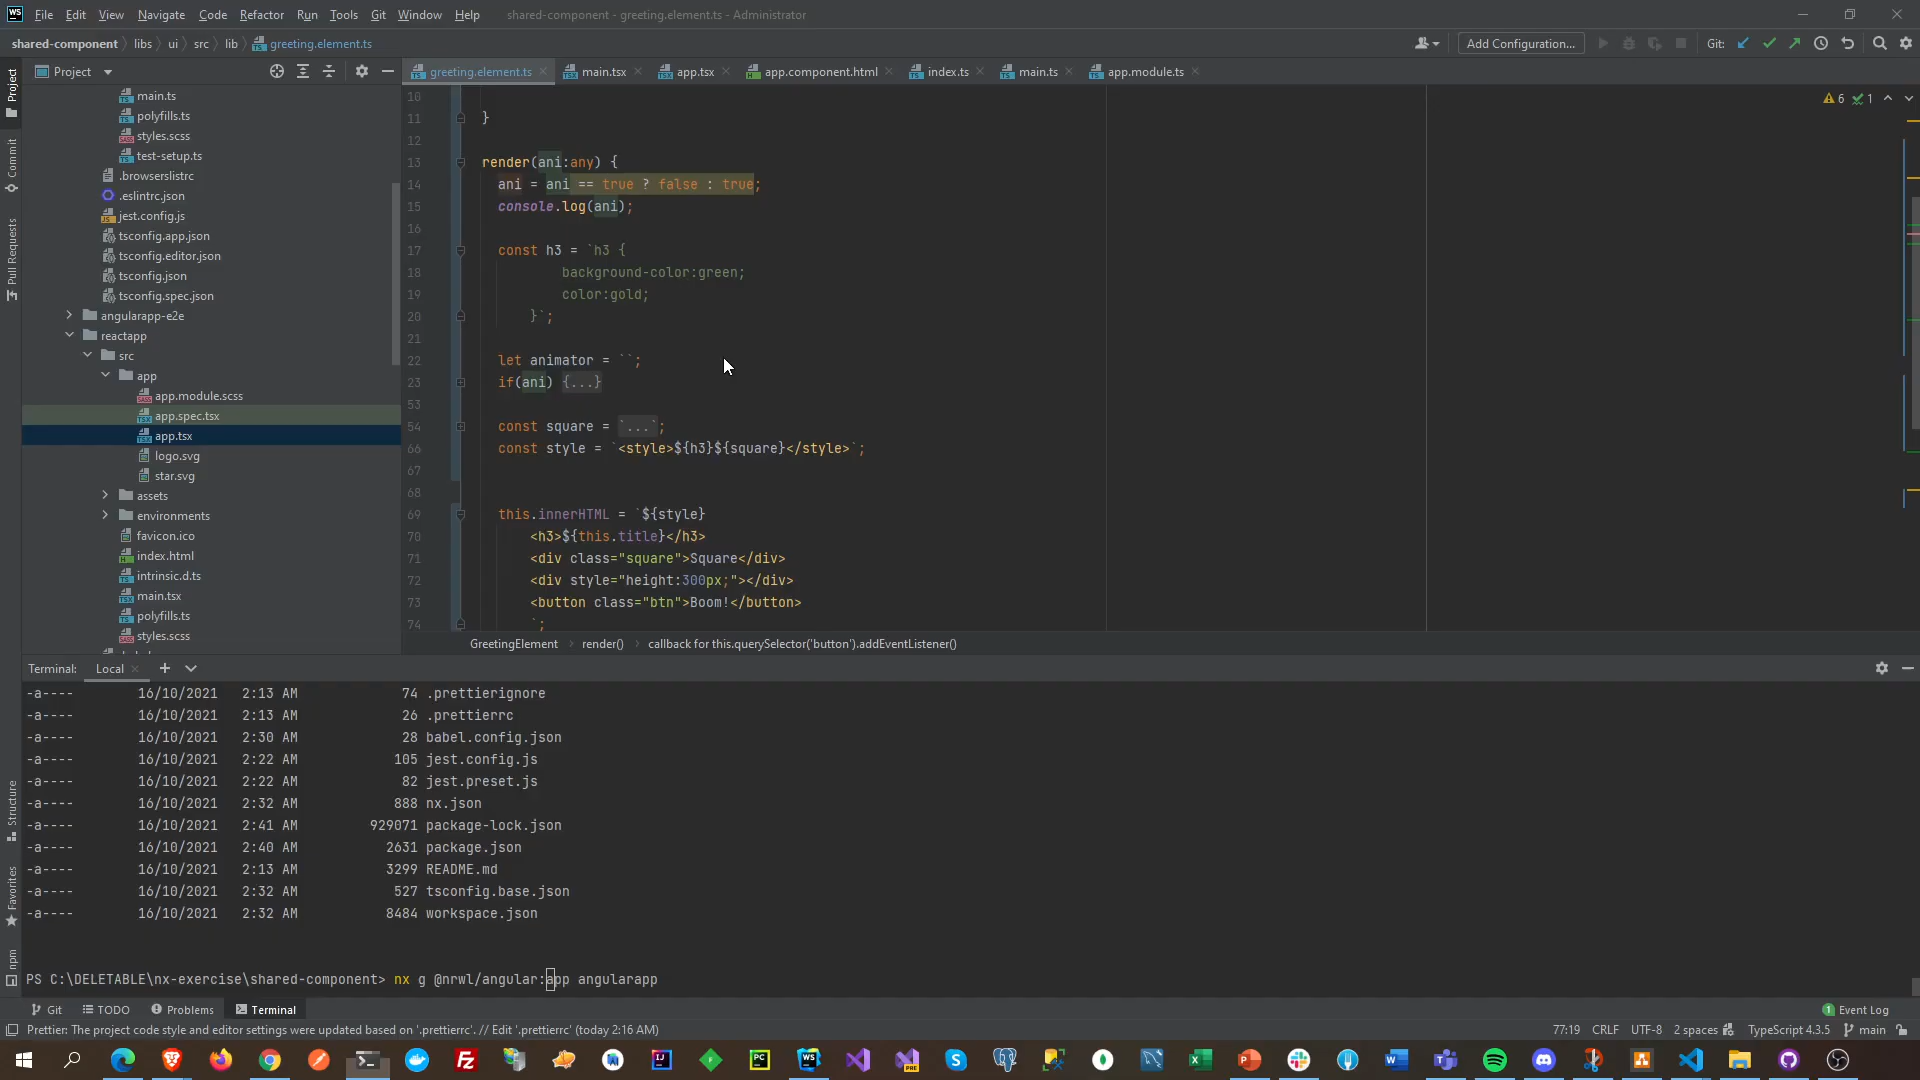 WS File Edit View Navigate Code Refactor Run Tools Git Window Help shared-component - greeting.element.ts - Administrator
shared-component libs ui src lib greeting.element.ts
Add Configuration... Git:
Project
greeting.element.ts main.tsx app.tsx app.component.html index.ts main.ts app.module.ts
Project
Commit
Pull Requests
Structure
Favorites
npm
main.ts
polyfills.ts
styles.scss
test-setup.ts
.browserslistrc
.eslintrc.json
jest.config.js
tsconfig.app.json
tsconfig.editor.json
tsconfig.json
tsconfig.spec.json
angularapp-e2e
reactapp
src
app
app.module.scss
app.spec.tsx
app.tsx
logo.svg
star.svg
assets
environments
favicon.ico
index.html
intrinsic.d.ts
main.tsx
polyfills.ts
styles.scss
6 1
10
11 }
12
13 render(ani:any) {
14 ani = ani == true ? false : true;
15 console.log(ani);
16
17 const h3 = `h3 {
18 background-color:green;
19 color:gold;
20 }`;
21
22 let animator = ``;
23 if(ani) {...}
53
54 const square = `...`;
66 const style = `<style>${h3}${square}</style>`;
67
68
69 this.innerHTML = `${style}
70 <h3>${this.title}</h3>
71 <div class="square">Square</div>
72 <div style="height:300px;"></div>
73 <button class="btn">Boom!</button>
74 `;
GreetingElement render() callback for this.querySelector('button').addEventListener()
Terminal: Local
-a---- 16/10/2021 2:13 AM 74 .prettierignore
-a---- 16/10/2021 2:13 AM 26 .prettierrc
-a---- 16/10/2021 2:30 AM 28 babel.config.json
-a---- 16/10/2021 2:22 AM 105 jest.config.js
-a---- 16/10/2021 2:22 AM 82 jest.preset.js
-a---- 16/10/2021 2:32 AM 888 nx.json
-a---- 16/10/2021 2:41 AM 929071 package-lock.json
-a---- 16/10/2021 2:40 AM 2631 package.json
-a---- 16/10/2021 2:13 AM 3299 README.md
-a---- 16/10/2021 2:32 AM 527 tsconfig.base.json
-a---- 16/10/2021 2:32 AM 8484 workspace.json
PS C:\DELETABLE\nx-exercise\shared-component> nx g @nrwl/angular:app angularapp
Git TODO Problems Terminal 1 Event Log
Prettier: The project code style and editor settings were updated based on '.prettierrc'. // Edit '.prettierrc' (today 2:16 AM) 77:19 CRLF UTF-8 2 spaces TypeScript 4.3.5 main